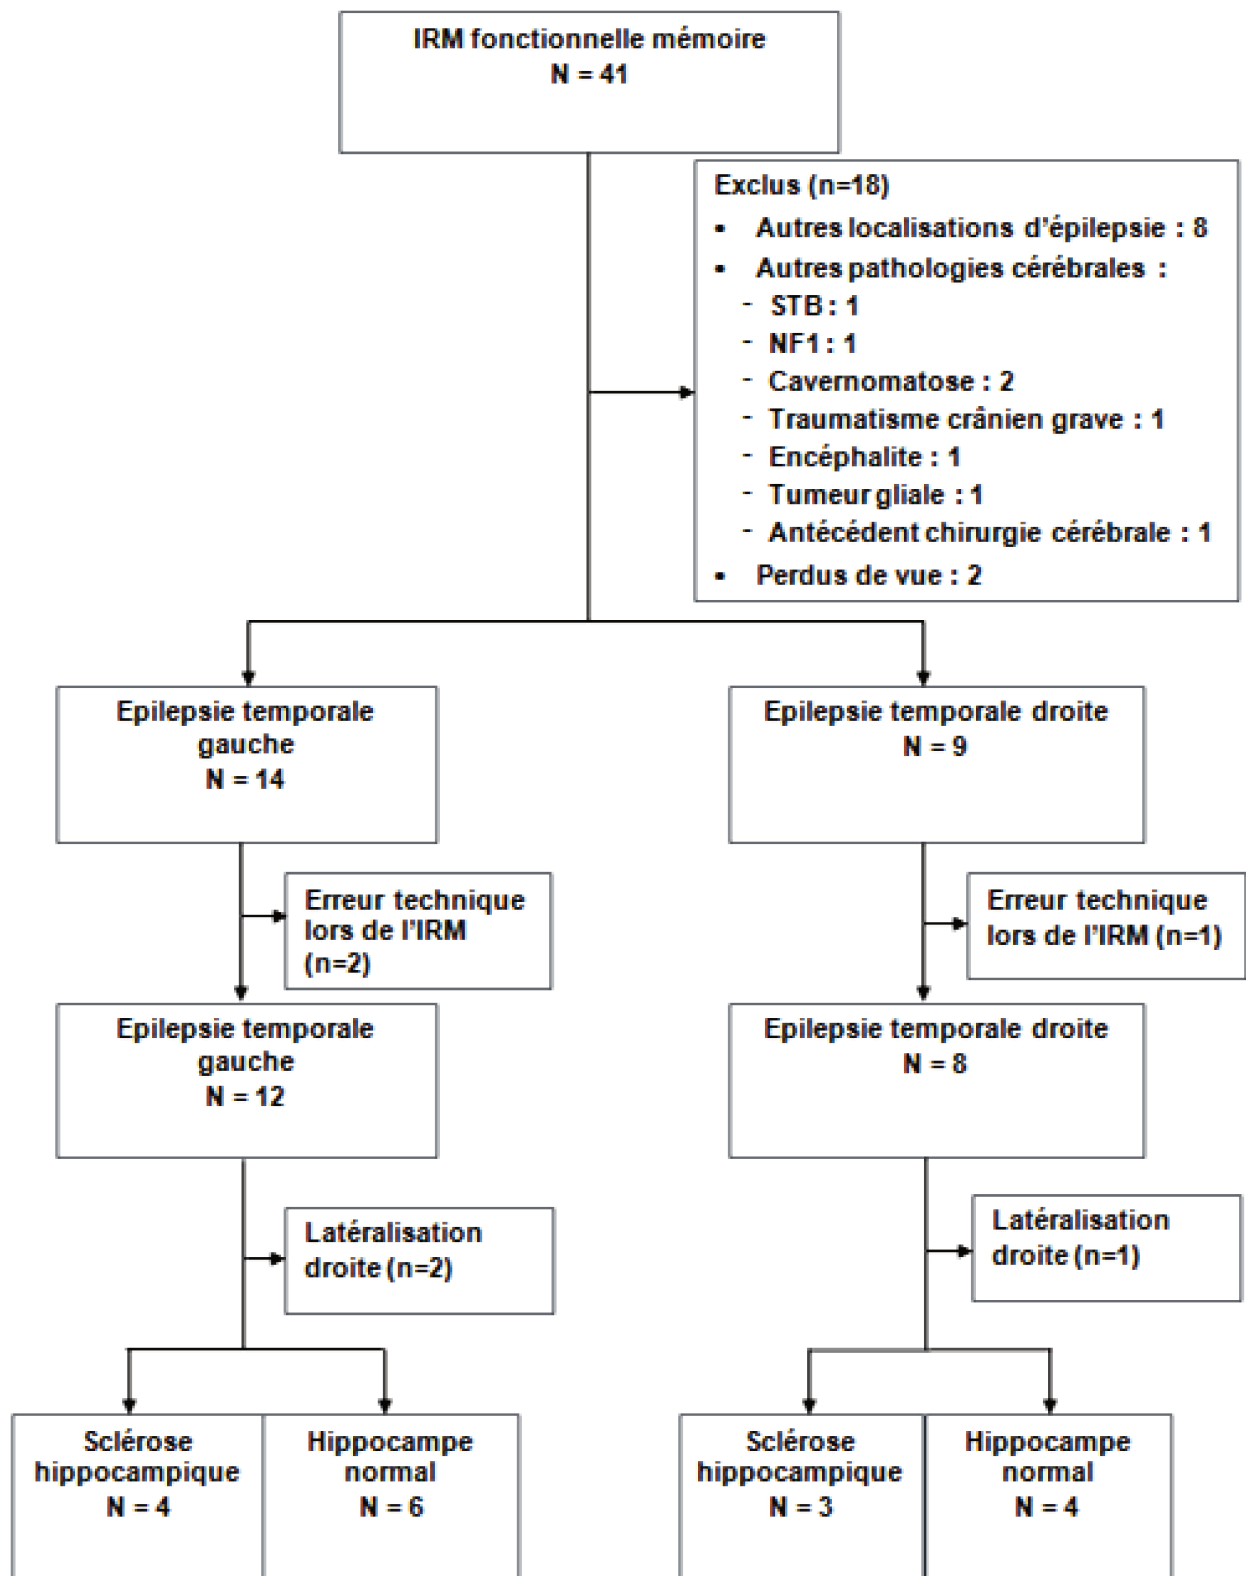 IRM fonctionnelle mémoire
N = 41
Exclus (n=18)
• Autres localisations d'épilepsie : 8
• Autres pathologies cérébrales :
- STB : 1
- NF1 : 1
- Cavernomatose : 2
- Traumatisme crânien grave : 1
- Encéphalite : 1
- Tumeur gliale : 1
- Antécédent chirurgie cérébrale : 1
• Perdus de vue : 2
Epilepsie temporale
gauche
N = 14
Epilepsie temporale droite
N = 9
Erreur technique
lors de l'IRM
(n=2)
Erreur technique
lors de l'IRM (n=1)
Epilepsie temporale
gauche
N = 12
Epilepsie temporale droite
N = 8
Latéralisation
droite (n=2)
Latéralisation
droite (n=1)
Sclérose
hippocampique
N = 4
Hippocampe
normal
N = 6
Sclérose
hippocampique
N = 3
Hippocampe
normal
N = 4